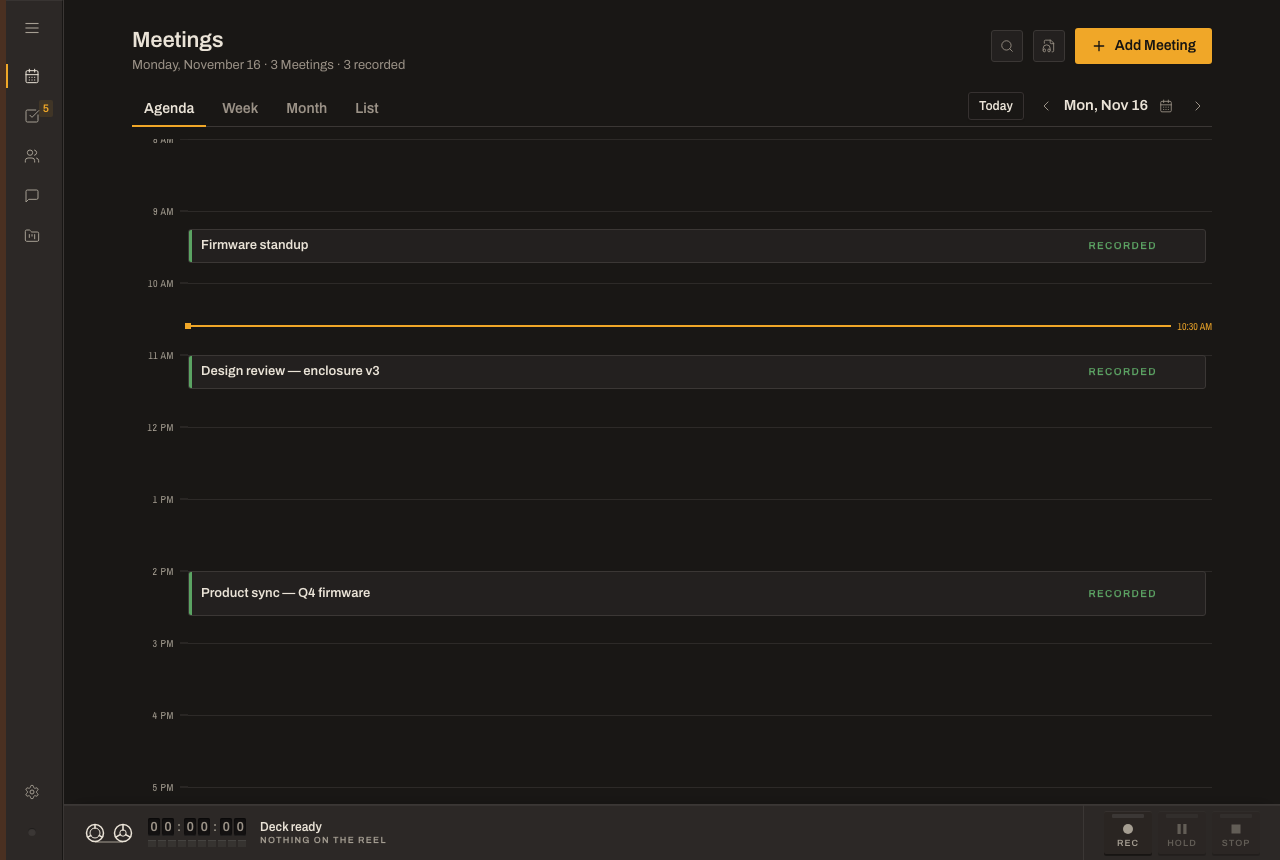 Meetings
Monday, November 16 · 3 Meetings · 3 recorded
Add Meeting
5
Agenda Week Month List
Today Mon, Nov 16
8 AM
9 AM
Firmware standup RECORDED
10 AM
10:30 AM
11 AM
Design review — enclosure v3 RECORDED
12 PM
1 PM
2 PM
Product sync — Q4 firmware RECORDED
3 PM
4 PM
5 PM
00:00:00
Deck ready
NOTHING ON THE REEL
REC HOLD STOP